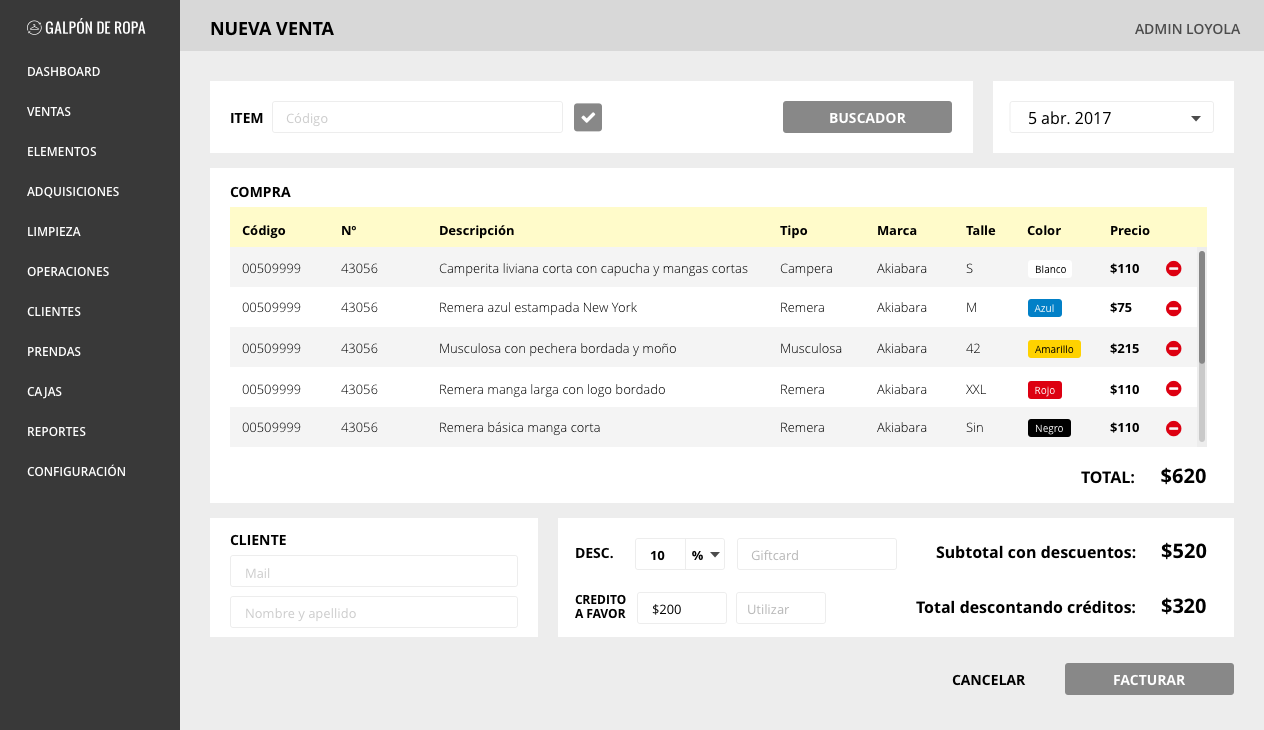 GALPÓN DE ROPA
DASHBOARD
VENTAS
ELEMENTOS
ADQUISICIONES
LIMPIEZA
OPERACIONES
CLIENTES
PRENDAS
CAJAS
REPORTES
CONFIGURACIÓN
NUEVA VENTA ADMIN LOYOLA
ITEM Código BUSCADOR 5 abr. 2017
COMPRA
Código Nº Descripción Tipo Marca Talle Color Precio
00509999 43056 Camperita liviana corta con capucha y mangas cortas Campera Akiabara S Blanco $110
00509999 43056 Remera azul estampada New York Remera Akiabara M Azul $75
00509999 43056 Musculosa con pechera bordada y moño Musculosa Akiabara 42 Amarillo $215
00509999 43056 Remera manga larga con logo bordado Remera Akiabara XXL Rojo $110
00509999 43056 Remera básica manga corta Remera Akiabara Sin Negro $110
TOTAL: $620
CLIENTE
Mail
Nombre y apellido
DESC. 10 % Giftcard Subtotal con descuentos: $520
CREDITO
A FAVOR $200 Utilizar Total descontando créditos: $320
CANCELAR FACTURAR